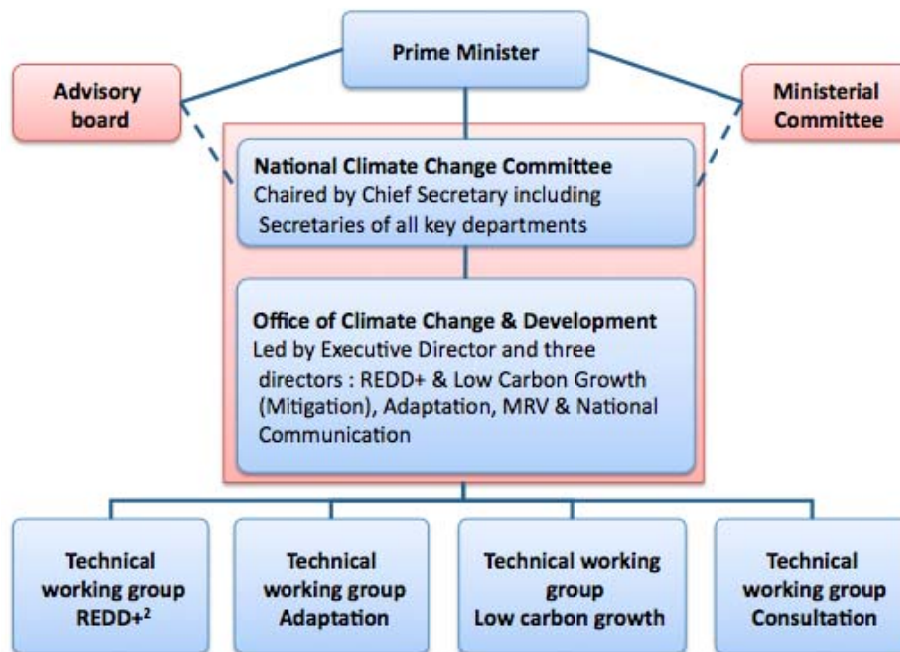 Prime Minister
Advisory
board
Ministerial
Committee
National Climate Change Committee
Chaired by Chief Secretary including
Secretaries of all key departments
Office of Climate Change & Development
Led by Executive Director and three
directors : REDD+ & Low Carbon Growth
(Mitigation), Adaptation, MRV & National
Communication
Technical
working group
REDD+²
Technical
working group
Adaptation
Technical working
group
Low carbon growth
Technical
working group
Consultation